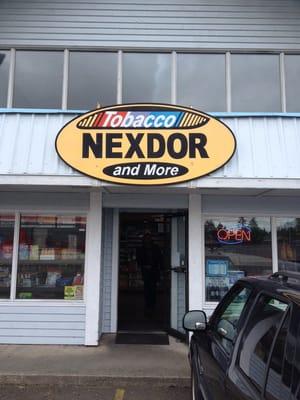 Tobacco
NEXDOR
and More
OPEN